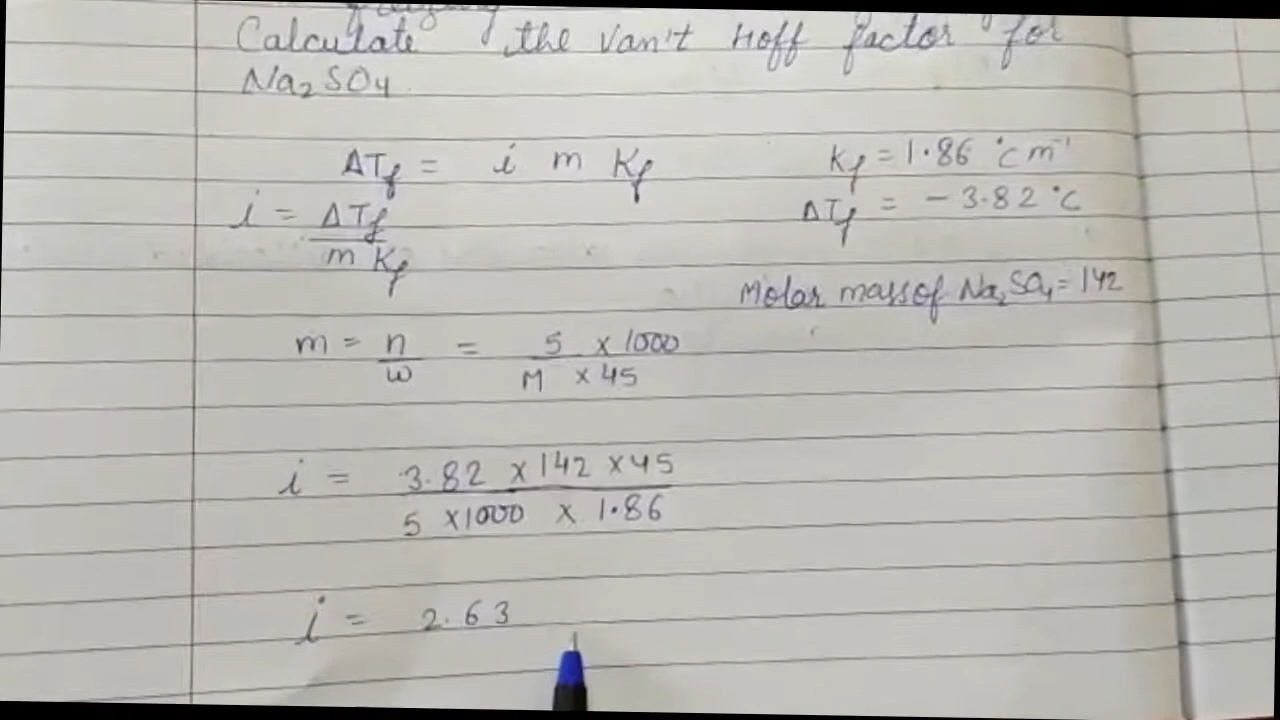 Calculate the Van't Hoff factor for
Na₂SO₄.
ΔTf = i m Kf
Kf = 1.86 °C m⁻¹
i = ΔTf / m Kf
ΔTf = - 3.82 °C
Molar mass of Na₂SO₄ = 142
m = n / w = 5 × 1000 / M × 45
i = 3.82 × 142 × 45 / 5 × 1000 × 1.86
i = 2.63